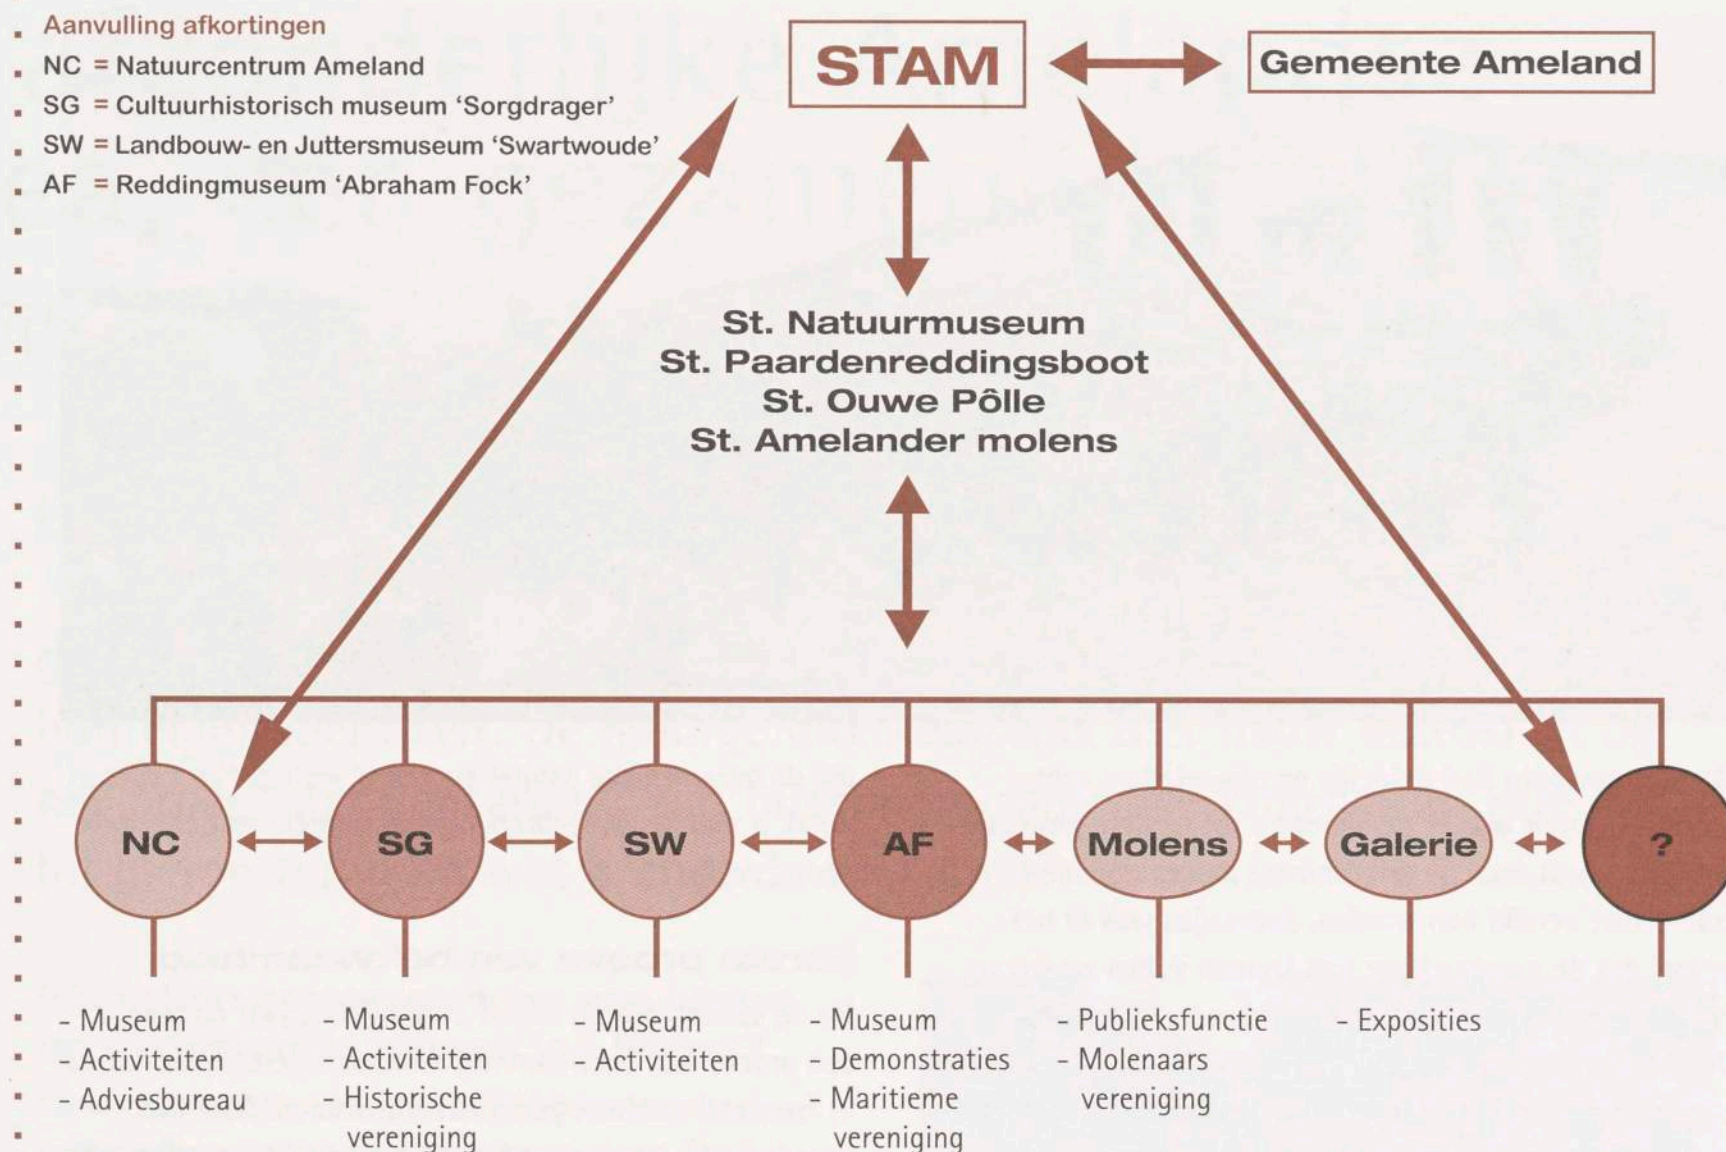 Aanvulling afkortingen
NC = Natuurcentrum Ameland
SG = Cultuurhistorisch museum ‘Sorgdrager’
SW = Landbouw- en Juttersmuseum ‘Swartwoude’
AF = Reddingmuseum ‘Abraham Fock’
STAM
Gemeente Ameland
St. Natuurmuseum
St. Paardenreddingsboot
St. Ouwe Pôlle
St. Amelander molens
NC
SG
SW
AF
Molens
Galerie
?
- Museum
- Activiteiten
- Adviesbureau
- Museum
- Activiteiten
- Historische
vereniging
- Museum
- Activiteiten
- Museum
- Demonstraties
- Maritieme
vereniging
- Publieksfunctie
- Molenaars
vereniging
- Exposities